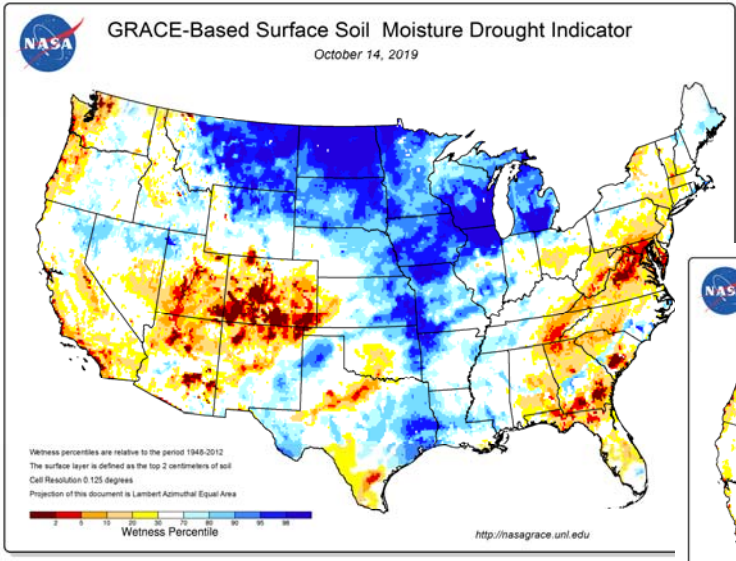 NASA
GRACE-Based Surface Soil Moisture Drought Indicator
October 14, 2019
Wetness percentiles are relative to the period 1948-2012
The surface layer is defined as the top 2 centimeters of soil
Cell Resolution 0.125 degrees
Projection of this document is Lambert Azimuthal Equal Area
2 5 10 20 30 70 80 90 95 98
Wetness Percentile
http://nasagrace.unl.edu
NAS